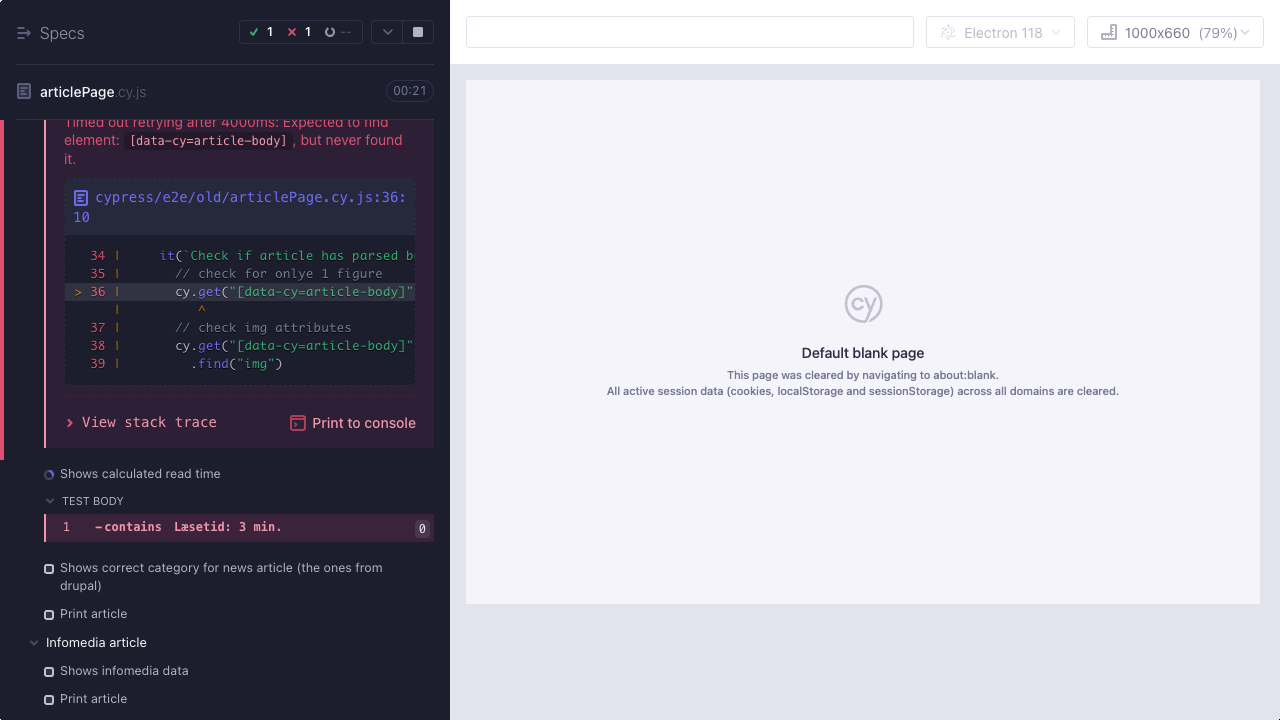 Specs
1 1 --
Electron 118
1000x660 (79%)
articlePage.cy.js
00:21
Timed out retrying after 4000ms: Expected to find
element: [data-cy=article-body], but never found
it.
cypress/e2e/old/articlePage.cy.js:36:
10
34 | it(`Check if article has parsed b
35 | // check for onlye 1 figure
> 36 | cy.get("[data-cy=article-body]"
| ^
37 | // check img attributes
38 | cy.get("[data-cy=article-body]"
39 | .find("img")
View stack trace
Print to console
Shows calculated read time
TEST BODY
1 -contains Læsetid: 3 min. 0
Shows correct category for news article (the ones from
drupal)
Print article
Infomedia article
Shows infomedia data
Print article
cy
Default blank page
This page was cleared by navigating to about:blank.
All active session data (cookies, localStorage and sessionStorage) across all domains are cleared.